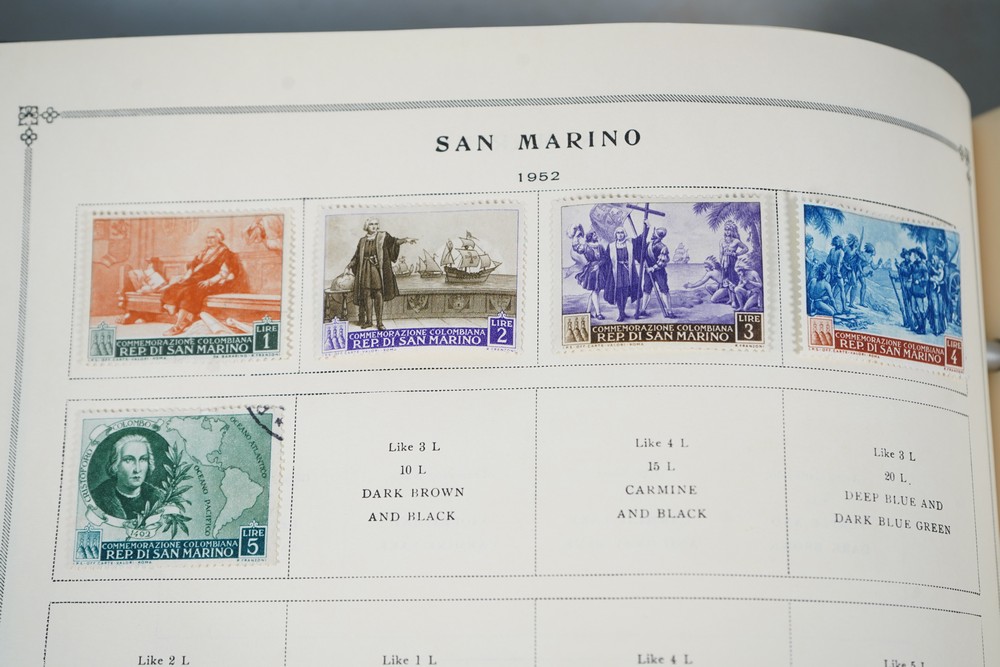 SAN MARINO
1952
LIRE
1
COMMEMORAZIONE COLOMBIANA
REP. DI SAN MARINO
LIRE
2
COMMEMORAZIONE COLOMBIANA
REP. DI SAN MARINO
LIRE
3
COMMEMORAZIONE COLOMBIANA
REP. DI SAN MARINO
LIRE
4
COMMEMORAZIONE COLOMBIANA
REP. DI SAN MARINO
CRISTOFORO COLOMBO
1492
OCEANO ATLANTICO
OCEANO PACIFICO
LIRE
5
COMMEMORAZIONE COLOMBIANA
REP. DI SAN MARINO
Like 3 L
10 L
DARK BROWN
AND BLACK
Like 4 L
15 L
CARMINE
AND BLACK
Like 3 L
20 L.
DEEP BLUE AND
DARK BLUE GREEN
Like 2 L
Like 1 L
Like 4 L
Like 5 L